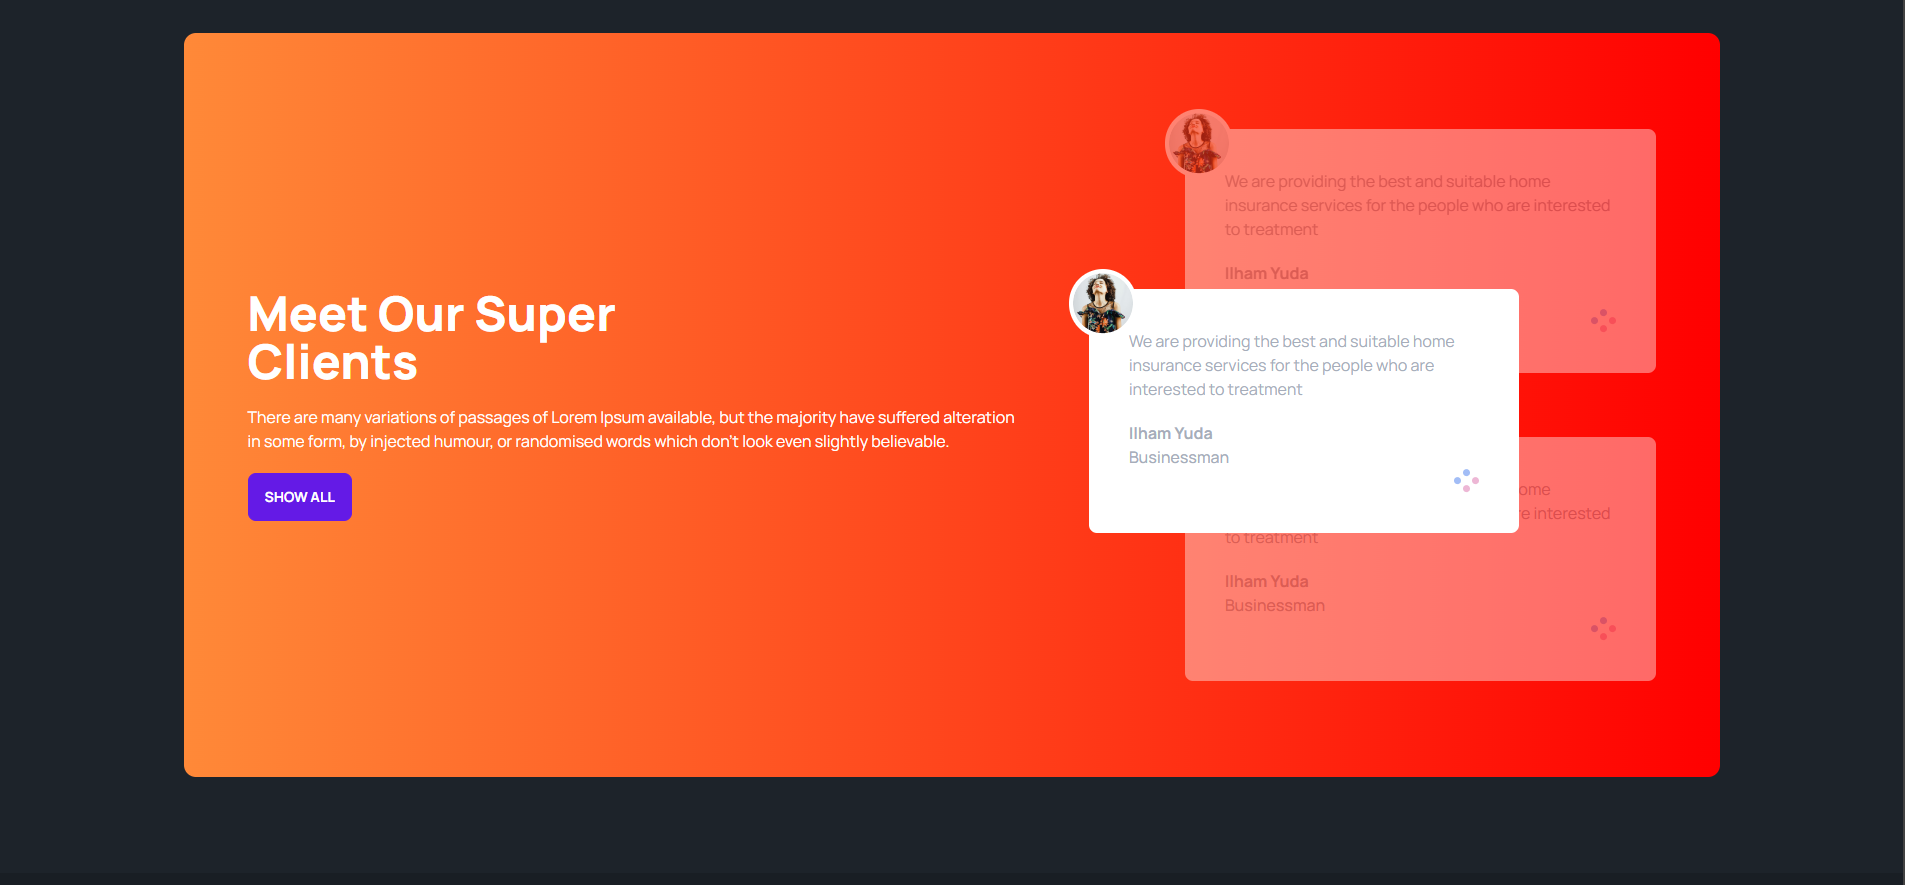 Meet Our Super
Clients
There are many variations of passages of Lorem Ipsum available, but the majority have suffered alteration
in some form, by injected humour, or randomised words which don't look even slightly believable.
SHOW ALL
We are providing the best and suitable home
insurance services for the people who are interested
to treatment
Ilham Yuda
We are providing the best and suitable home
insurance services for the people who are
interested to treatment
Ilham Yuda
Businessman
ome
re interested
to treatment
Ilham Yuda
Businessman